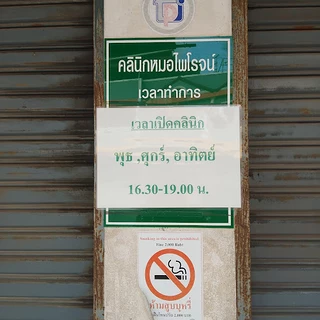 คลินิกหมอไพโรจน์
เวลาทำการ
เวลาเปิดคลินิก
พุธ ,ศุกร์, อาทิตย์
16.30-19.00 น.
ห้ามสูบบุหรี่